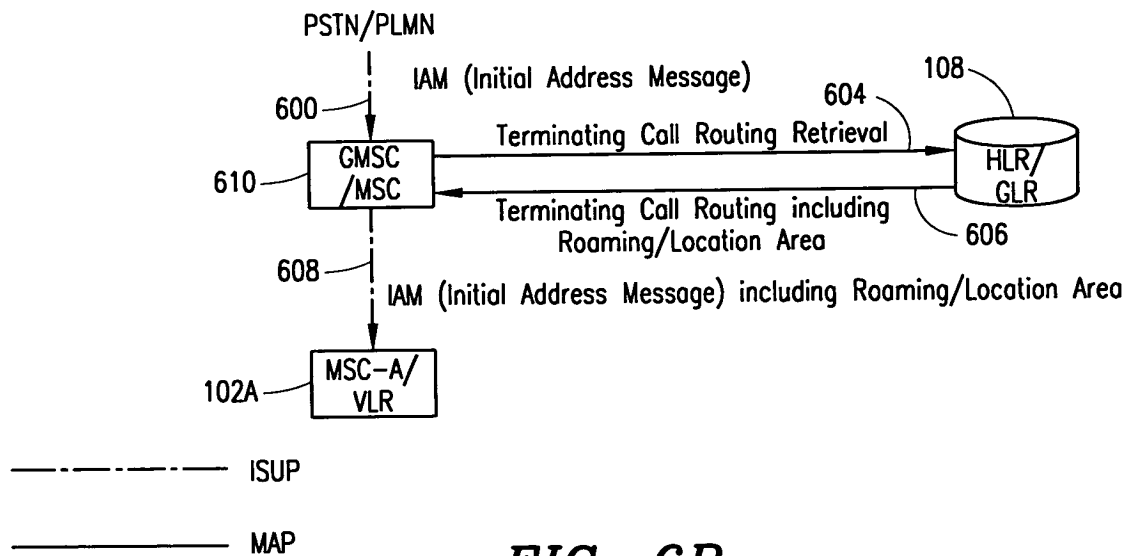 PSTN/PLMN
IAM (Initial Address Message)
600
604
108
Terminating Call Routing Retrieval
GMSC
/MSC
610
HLR/
GLR
Terminating Call Routing including
Roaming/Location Area
606
608
IAM (Initial Address Message) including Roaming/Location Area
102A
MSC-A/
VLR
ISUP
MAP
FIG. 6B